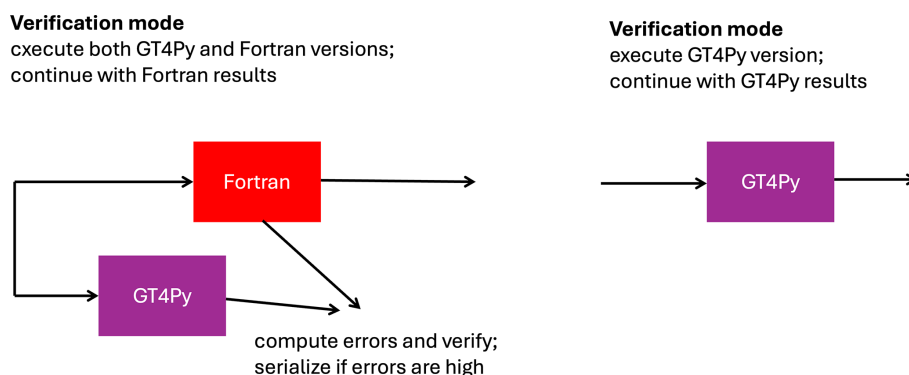 Verification mode
cxecute both GT4Py and Fortran versions;
continue with Fortran results
Verification mode
execute GT4Py version;
continue with GT4Py results
Fortran
GT4Py
GT4Py
compute errors and verify;
serialize if errors are high